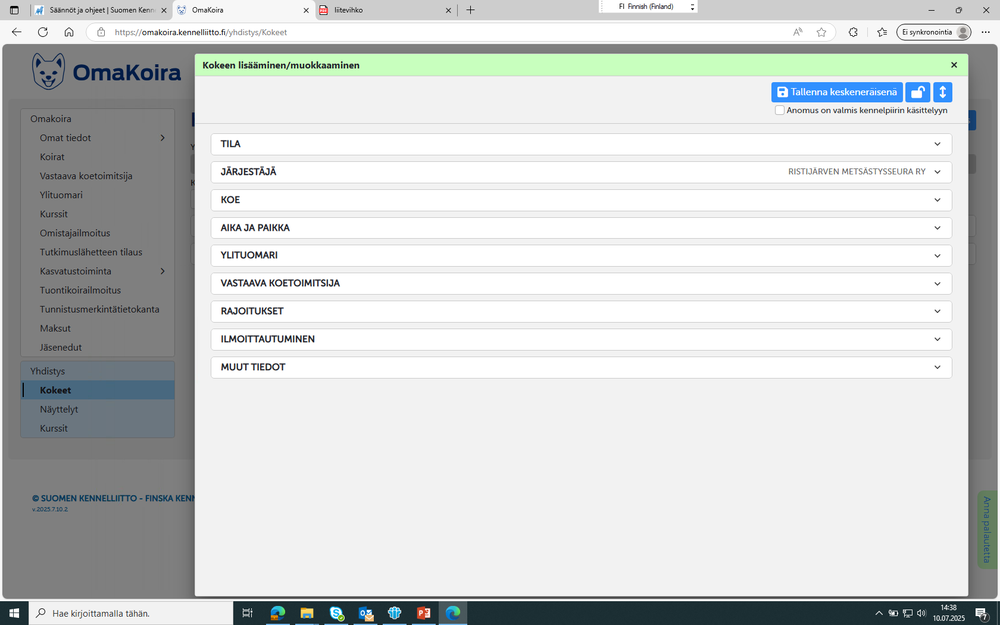 Säännöt ja ohjeet | Suomen Kenne
OmaKoira
liitevihko
FI Finnish (Finland)
https://omakoira.kennelliitto.fi/yhdistys/Kokeet
Ei synkronointia
OmaKoira
Kokeen lisääminen/muokkaaminen
Tallenna keskeneräisenä
Anomus on valmis kennelpiirin käsittelyyn
Omakoira
Omat tiedot
Koirat
Vastaava koetoimitsija
Ylituomari
Kurssit
Omistajailmoitus
Tutkimuslähetteen tilaus
Kasvatustoiminta
Tuontikoirailmoitus
Tunnistusmerkintätietokanta
Maksut
Jäsenedut
Yhdistys
Kokeet
Näyttelyt
Kurssit
TILA
JÄRJESTÄJÄ RISTIJÄRVEN METSÄSTYSSEURA RY
KOE
AIKA JA PAIKKA
YLITUOMARI
VASTAAVA KOETOIMITSIJA
RAJOITUKSET
ILMOITTAUTUMINEN
MUUT TIEDOT
© SUOMEN KENNELLIITTO - FINSKA KENN
v.2025.7.10.2
Anna palautetta
Hae kirjoittamalla tähän.
14:38
10.07.2025
7